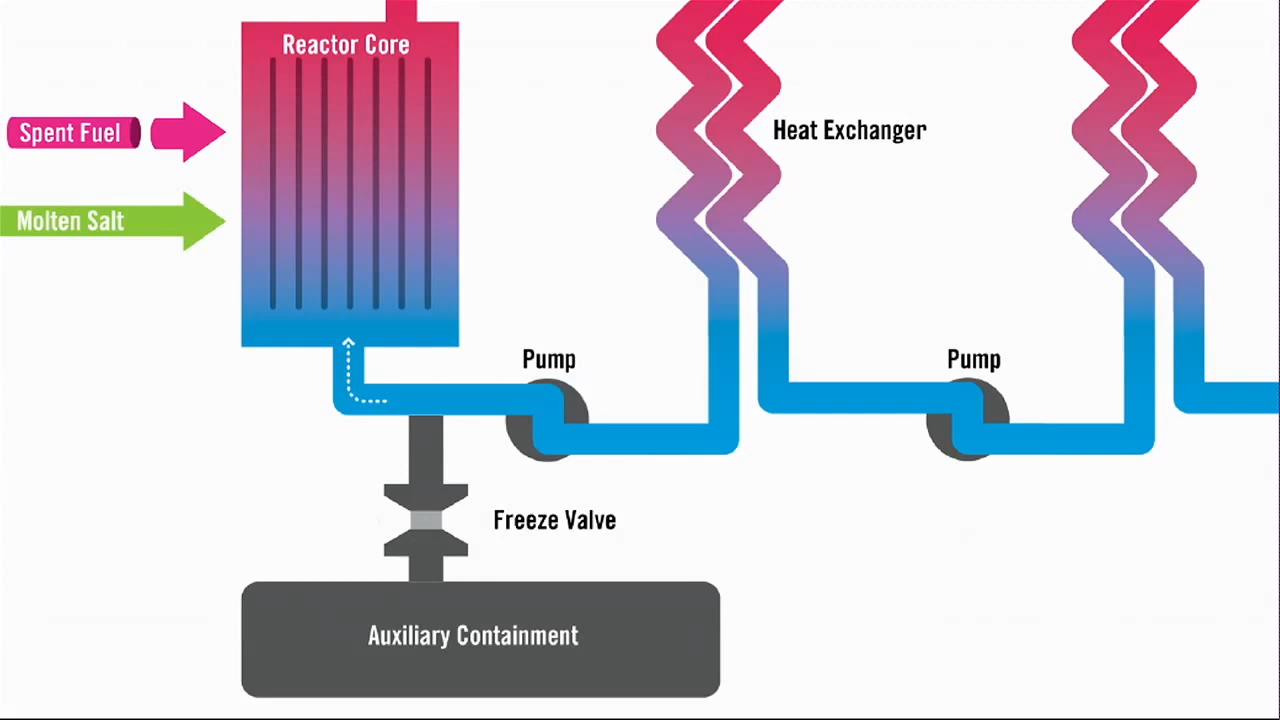 Reactor Core
Spent Fuel
Heat Exchanger
Molten Salt
Pump
Pump
Freeze Valve
Auxiliary Containment